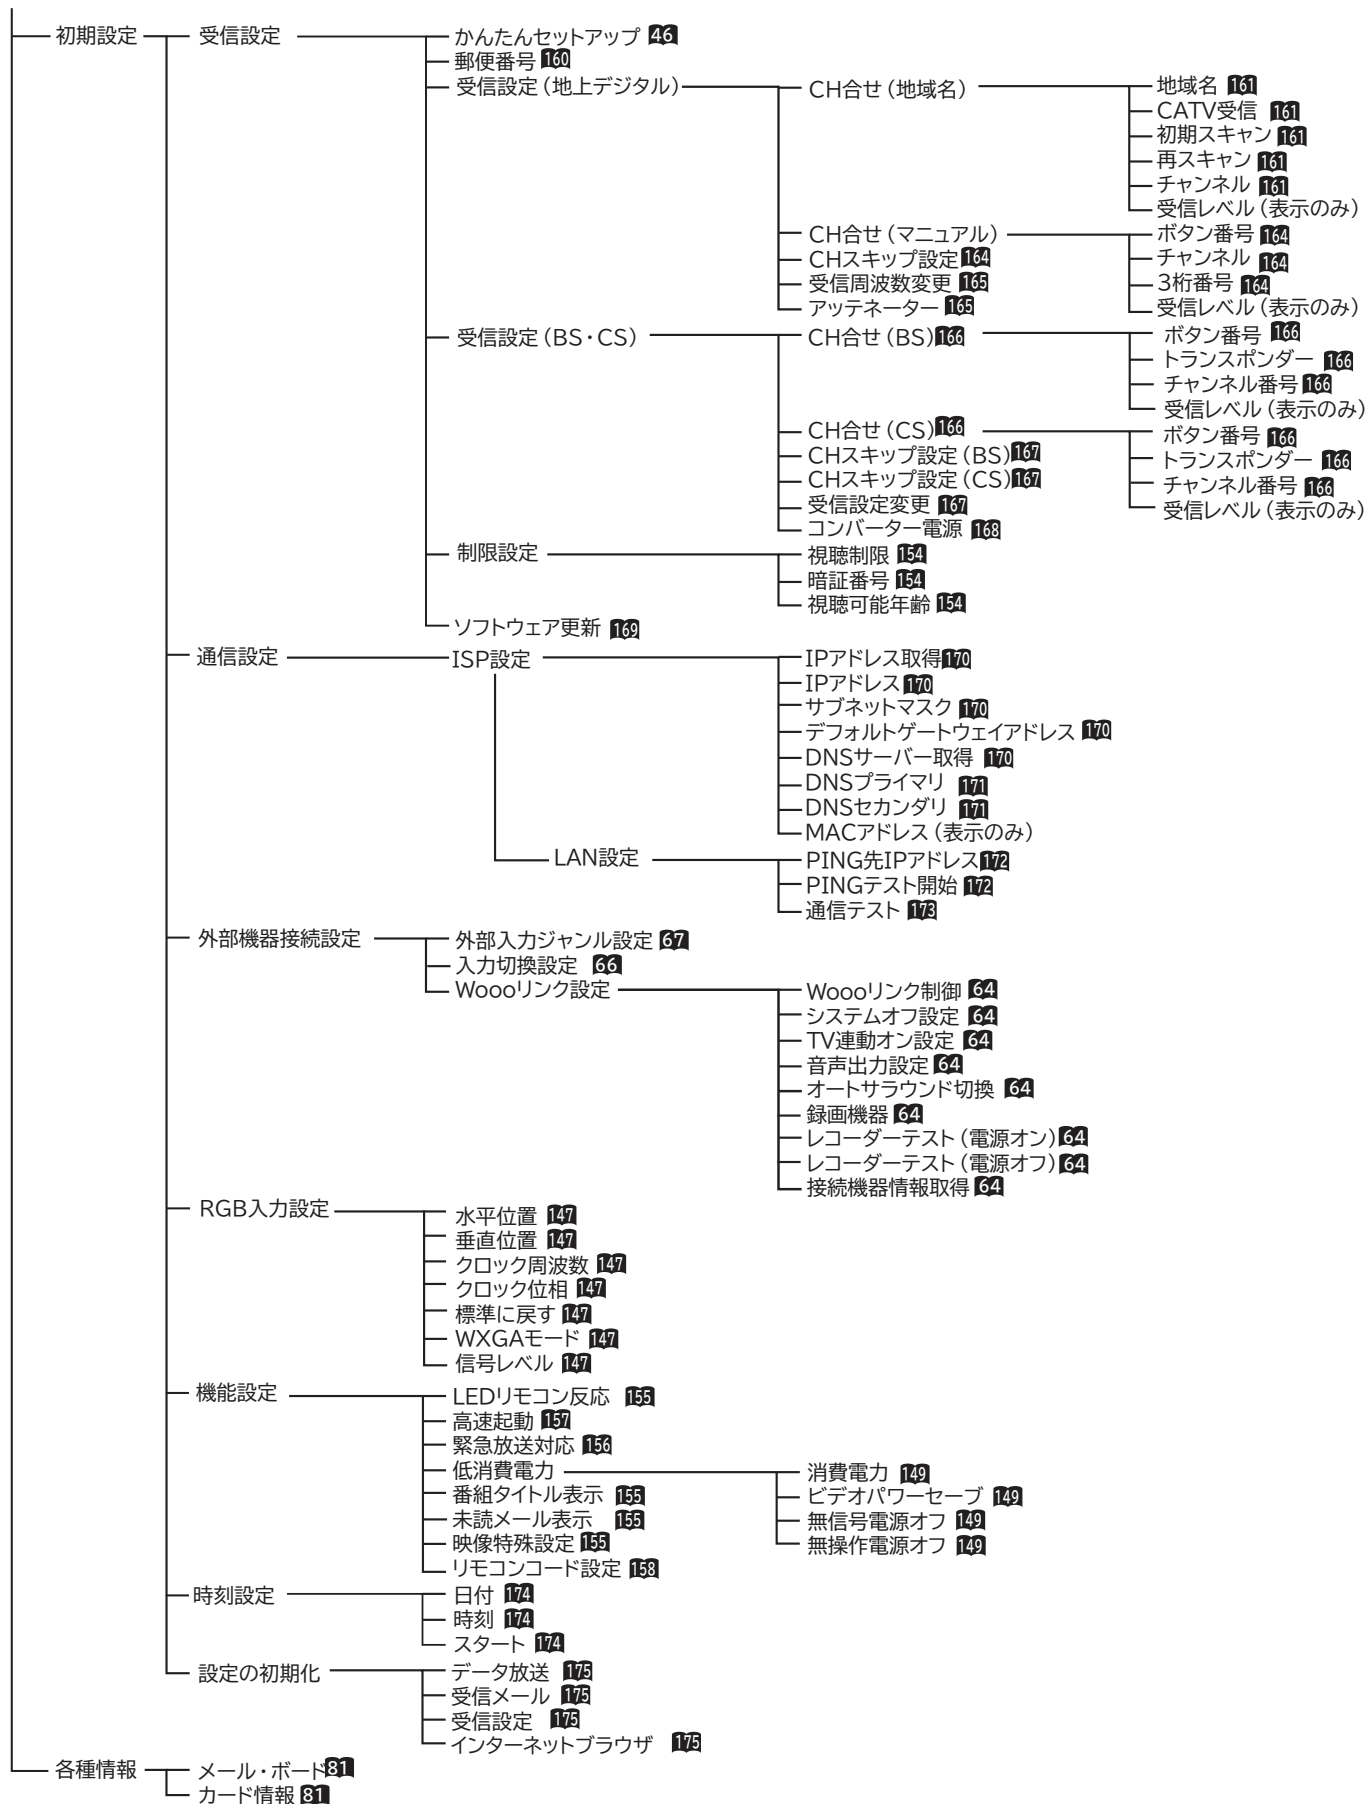 初期設定
受信設定
かんたんセットアップ 46
郵便番号 160
受信設定（地上デジタル）
CH合せ（地域名）
地域名 161
CATV受信 161
初期スキャン 161
再スキャン 161
チャンネル 161
受信レベル（表示のみ）
CH合せ（マニュアル）
ボタン番号 164
チャンネル 164
3桁番号 164
受信レベル（表示のみ）
CHスキップ設定 164
受信周波数変更 165
アッテネーター 165
受信設定（BS・CS）
CH合せ（BS） 166
ボタン番号 166
トランスポンダー 166
チャンネル番号 166
受信レベル（表示のみ）
CH合せ（CS） 166
ボタン番号 166
トランスポンダー 166
チャンネル番号 166
受信レベル（表示のみ）
CHスキップ設定（BS） 167
CHスキップ設定（CS） 167
受信設定変更 167
コンバーター電源 168
制限設定
視聴制限 154
暗証番号 154
視聴可能年齢 154
ソフトウェア更新 169
通信設定
ISP設定
IPアドレス取得 170
IPアドレス 170
サブネットマスク 170
デフォルトゲートウェイアドレス 170
DNSサーバー取得 170
DNSプライマリ 171
DNSセカンダリ 171
MACアドレス（表示のみ）
LAN設定
PING先IPアドレス 172
PINGテスト開始 172
通信テスト 173
外部機器接続設定
外部入力ジャンル設定 67
入力切換設定 66
Woooリンク設定
Woooリンク制御 64
システムオフ設定 64
TV連動オン設定 64
音声出力設定 64
オートサラウンド切換 64
録画機器 64
レコーダーテスト（電源オン） 64
レコーダーテスト（電源オフ） 64
接続機器情報取得 64
RGB入力設定
水平位置 147
垂直位置 147
クロック周波数 147
クロック位相 147
標準に戻す 147
WXGAモード 147
信号レベル 147
機能設定
LEDリモコン反応 155
高速起動 157
緊急放送対応 156
低消費電力
消費電力 149
ビデオパワーセーブ 149
無信号電源オフ 149
無操作電源オフ 149
番組タイトル表示 155
未読メール表示 155
映像特殊設定 155
リモコンコード設定 158
時刻設定
日付 174
時刻 174
スタート 174
設定の初期化
データ放送 175
受信メール 175
受信設定 175
インターネットブラウザ 175
各種情報
メール・ボード 81
カード情報 81